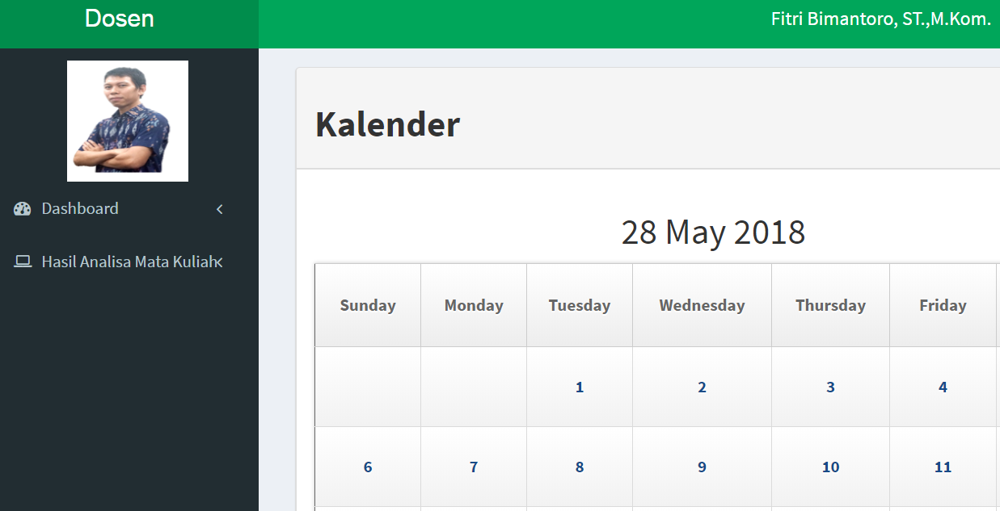 Dosen
Fitri Bimantoro, ST.,M.Kom.
Dashboard
Hasil Analisa Mata Kuliah
Kalender
28 May 2018
Sunday Monday Tuesday Wednesday Thursday Friday
1 2 3 4
6 7 8 9 10 11